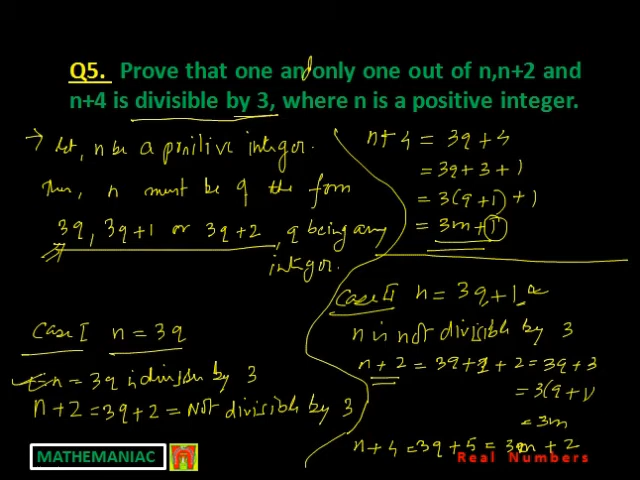 Q5. Prove that one and only one out of n,n+2 and
n+4 is divisible by 3, where n is a positive integer.
→ Let, n be a positive integer.
Then, n must be of the form
3q, 3q+1 or 3q+2, q being any
integer.
Case I n = 3q
n = 3q is divisible by 3
n+2 = 3q+2 = Not divisible by 3
n+4 = 3q+4
= 3q+3+1
= 3(q+1)+1
= 3m+1
Case II n = 3q+1
n is not divisible by 3
n+2 = 3q+1+2 = 3q+3
= 3(q+1)
= 3m
n+4 = 3q+5 = 3m+2
MATHEMANIAC
Real Numbers